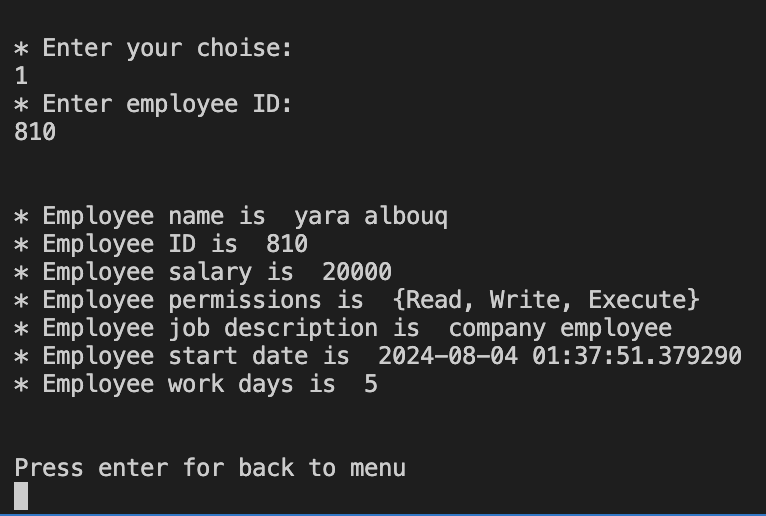 * Enter your choise:
1
* Enter employee ID:
810
* Employee name is  yara albouq
* Employee ID is  810
* Employee salary is  20000
* Employee permissions is  {Read, Write, Execute}
* Employee job description is  company employee
* Employee start date is  2024-08-04 01:37:51.379290
* Employee work days is  5
Press enter for back to menu